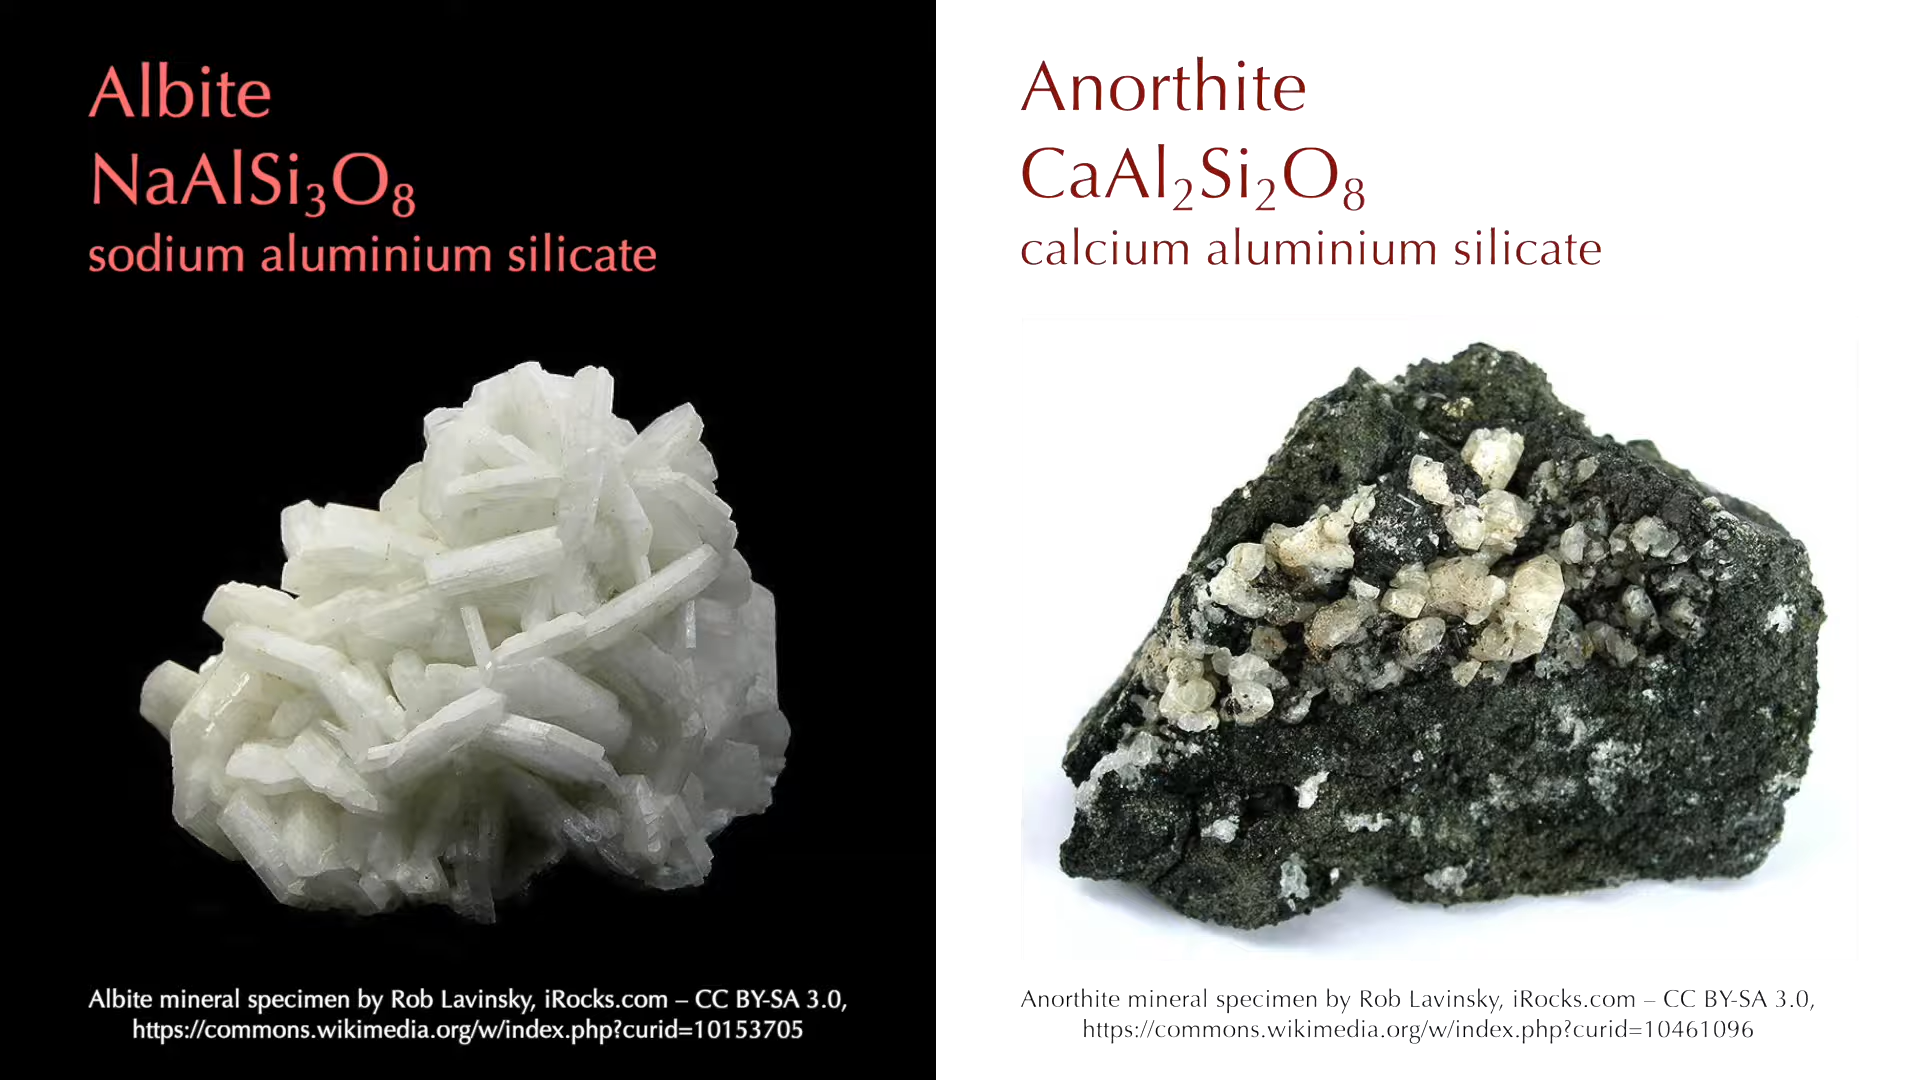 Albite
NaAlSi₃O₈
sodium aluminium silicate
Albite mineral specimen by Rob Lavinsky, iRocks.com – CC BY-SA 3.0,
https://commons.wikimedia.org/w/index.php?curid=10153705
Anorthite
CaAl₂Si₂O₈
calcium aluminium silicate
Anorthite mineral specimen by Rob Lavinsky, iRocks.com – CC BY-SA 3.0,
https://commons.wikimedia.org/w/index.php?curid=10461096